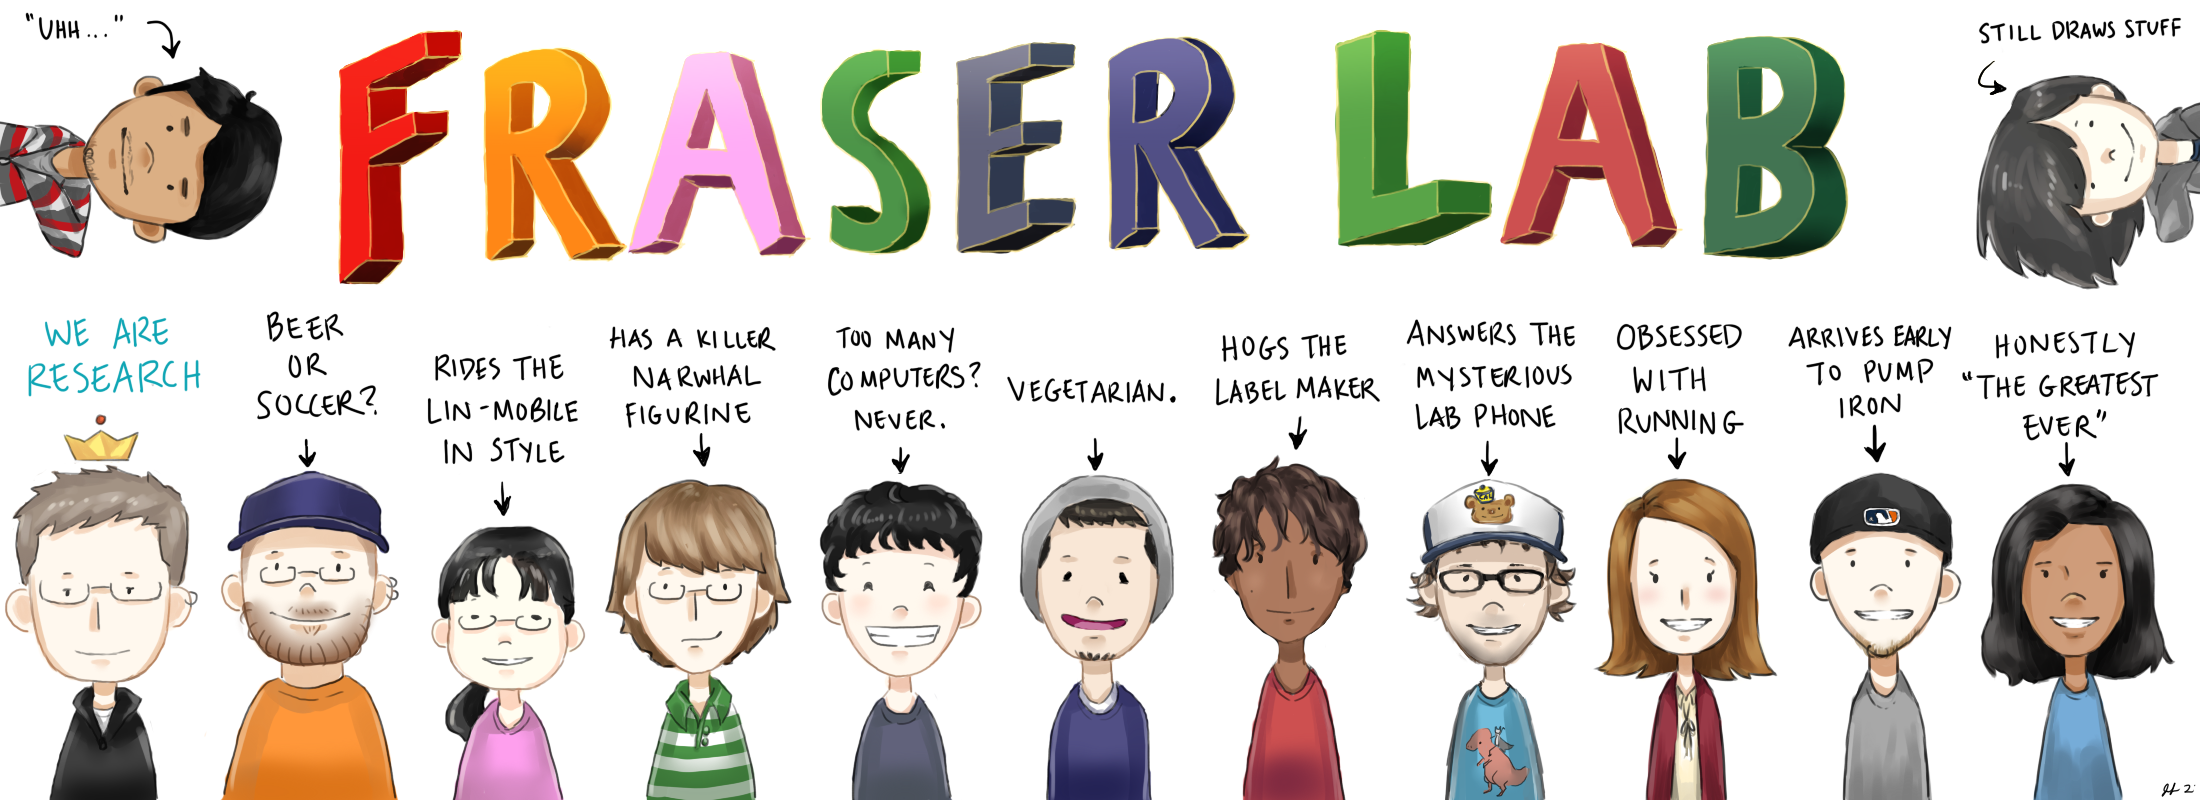 "UHH..."
FRASER LAB
STILL DRAWS STUFF
WE ARE
RESEARCH
BEER
OR
SOCCER?
RIDES THE
LIN-MOBILE
IN STYLE
HAS A KILLER
NARWHAL
FIGURINE
TOO MANY
COMPUTERS?
NEVER.
VEGETARIAN.
HOGS THE
LABEL MAKER
ANSWERS THE
MYSTERIOUS
LAB PHONE
OBSESSED
WITH
RUNNING
ARRIVES EARLY
TO PUMP
IRON
HONESTLY
"THE GREATEST
EVER"
CAL